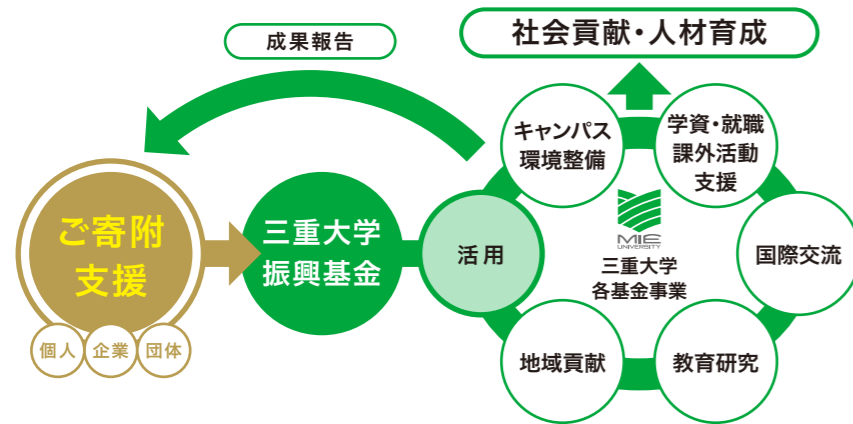 成果報告
社会貢献・人材育成
ご寄附
支援
個人
企業
団体
三重大学
振興基金
活用
キャンパス
環境整備
学資・就職
課外活動
支援
国際交流
教育研究
地域貢献
MIE
UNIVERSITY
三重大学
各基金事業